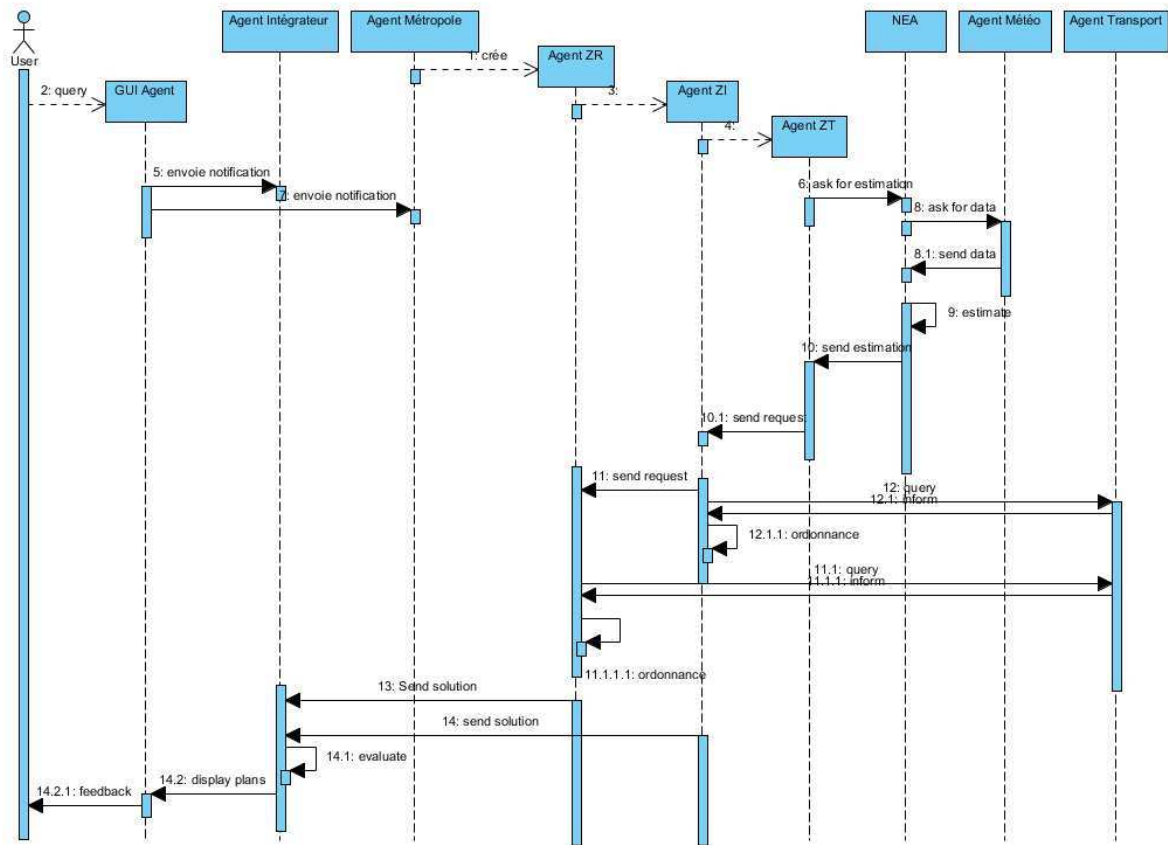 Agent Intégrateur
Agent Métropole
NEA
Agent Météo
Agent Transport
User
1: crée
Agent ZR
2: query
GUI Agent
3:
Agent ZI
4:
Agent ZT
5: envoie notification
6: ask for estimation
7: envoie notification
8: ask for data
8.1: send data
9: estimate
10: send estimation
10.1: send request
11: send request
12: query
12.1: inform
12.1.1: ordonnance
11.1: query
11.1.1: inform
11.1.1.1: ordonnance
13: Send solution
14: send solution
14.1: evaluate
14.2: display plans
14.2.1: feedback